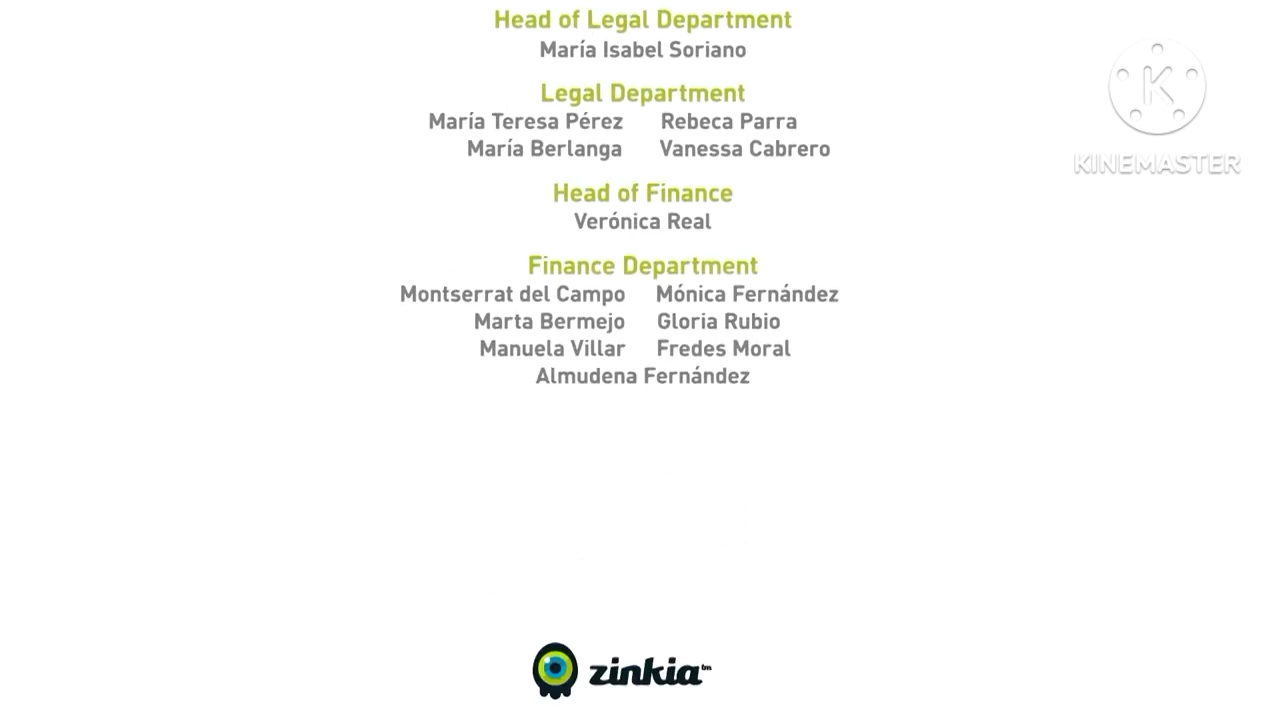 Head of Legal Department
María Isabel Soriano
Legal Department
María Teresa Pérez Rebeca Parra
María Berlanga Vanessa Cabrero
Head of Finance
Verónica Real
Finance Department
Montserrat del Campo Mónica Fernández
Marta Bermejo Gloria Rubio
Manuela Villar Fredes Moral
Almudena Fernández
K
KINEMASTER
zinkia tm